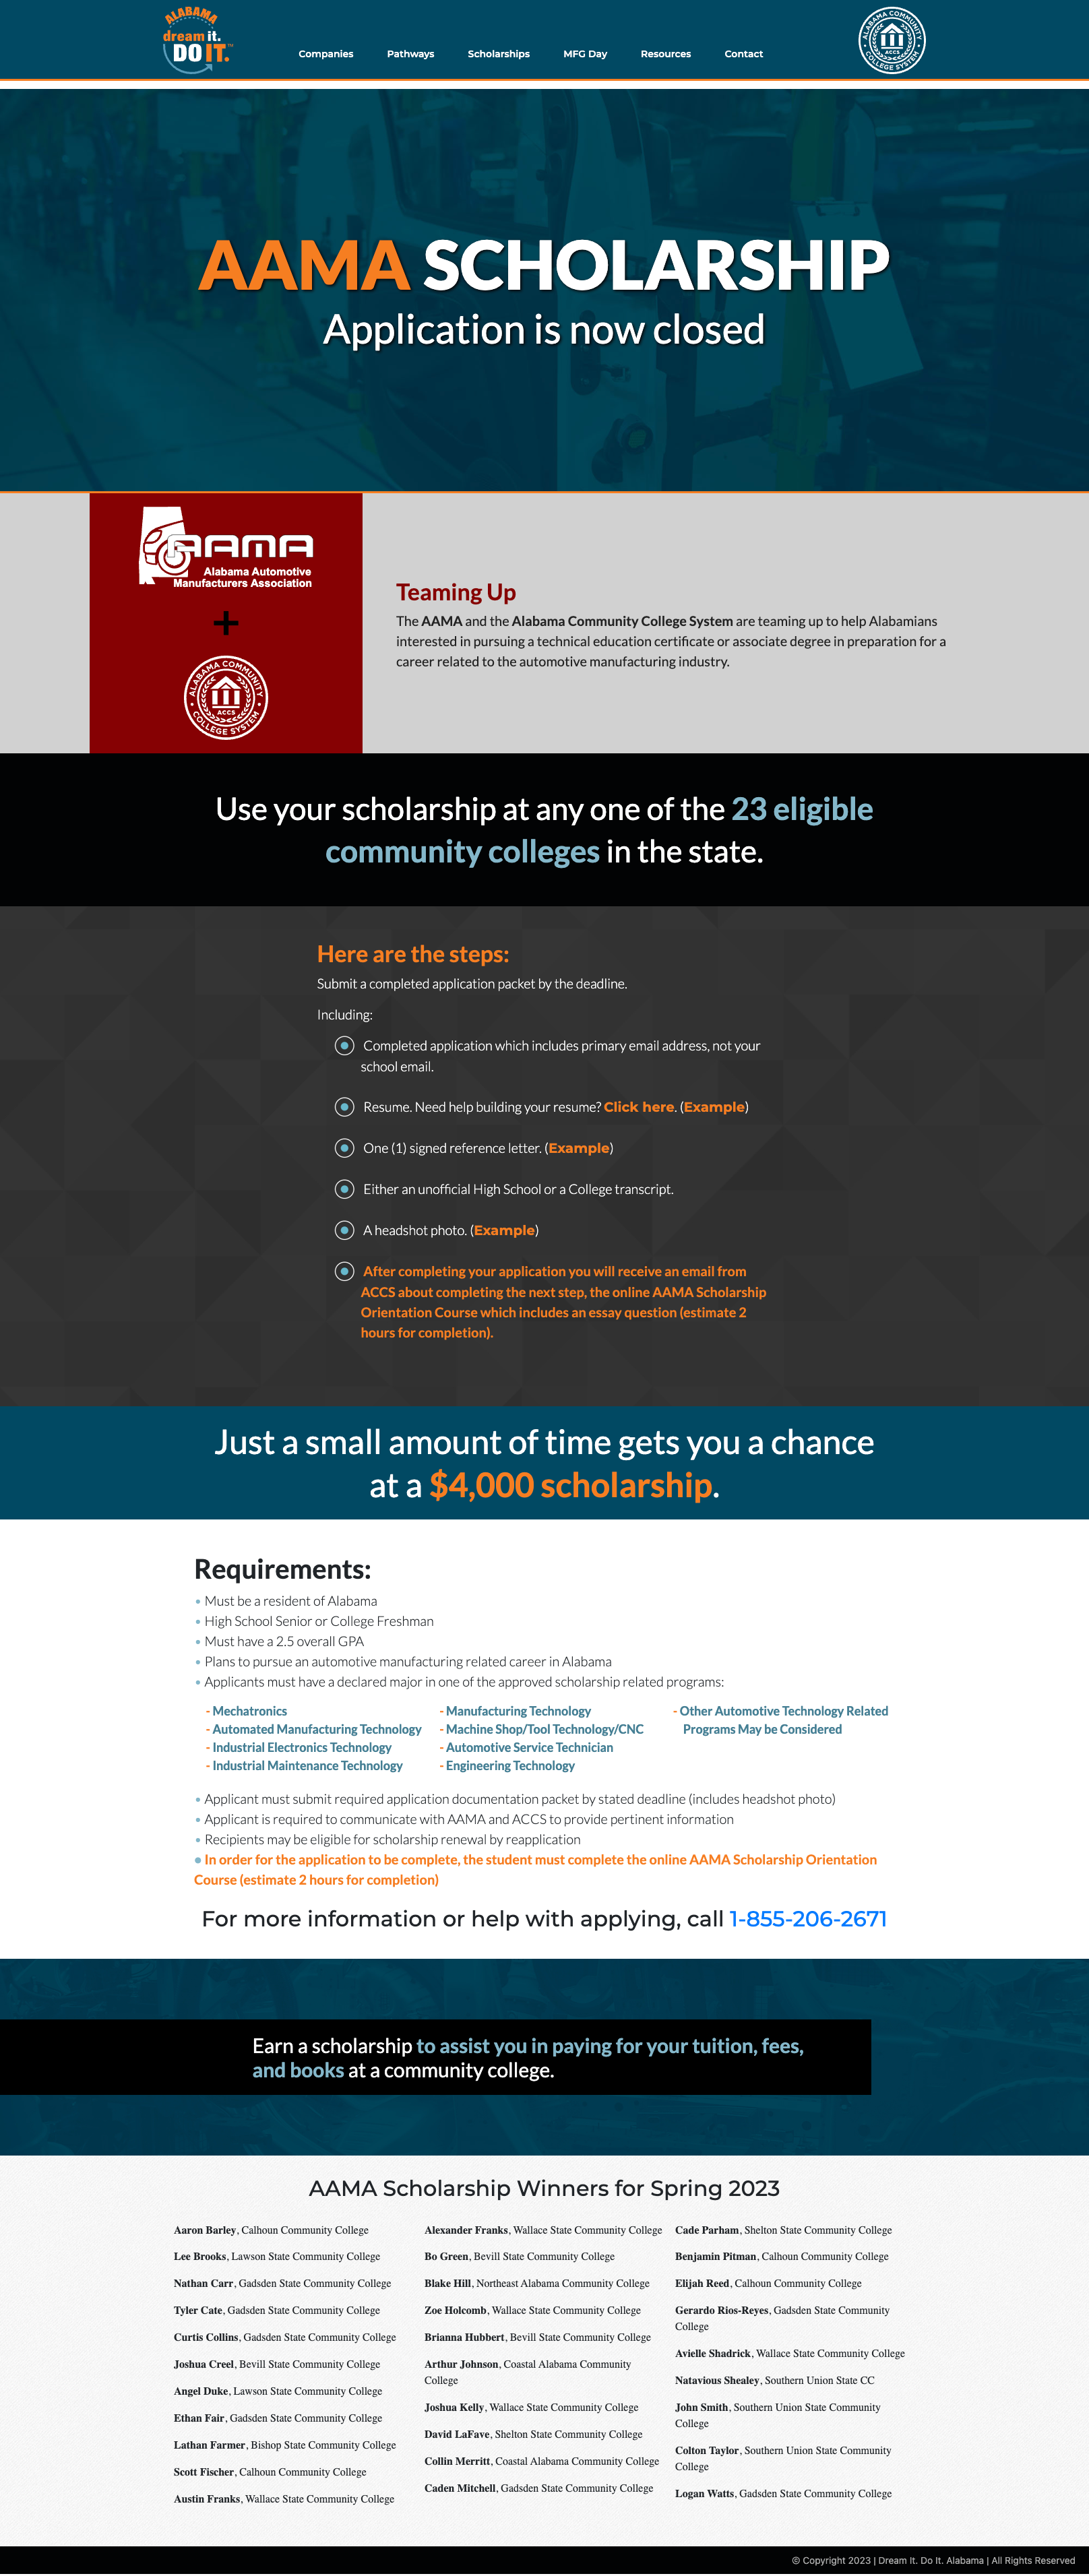 ALABAMA
dream it.
DO IT.™
Companies
Pathways
Scholarships
MFG Day
Resources
Contact
ALABAMA COMMUNITY
ACCS
COLLEGE SYSTEM
AAMA SCHOLARSHIP
Application is now closed
AAMA
Alabama Automotive
Manufacturers Association
+
ALABAMA COMMUNITY
ACCS
COLLEGE SYSTEM
Teaming Up
The AAMA and the Alabama Community College System are teaming up to help Alabamians
interested in pursuing a technical education certificate or associate degree in preparation for a
career related to the automotive manufacturing industry.
Use your scholarship at any one of the 23 eligible
community colleges in the state.
Here are the steps:
Submit a completed application packet by the deadline.
Including:
Completed application which includes primary email address, not your
school email.
Resume. Need help building your resume? Click here. (Example)
One (1) signed reference letter. (Example)
Either an unofficial High School or a College transcript.
A headshot photo. (Example)
After completing your application you will receive an email from
ACCS about completing the next step, the online AAMA Scholarship
Orientation Course which includes an essay question (estimate 2
hours for completion).
Just a small amount of time gets you a chance
at a $4,000 scholarship.
Requirements:
• Must be a resident of Alabama
• High School Senior or College Freshman
• Must have a 2.5 overall GPA
• Plans to pursue an automotive manufacturing related career in Alabama
• Applicants must have a declared major in one of the approved scholarship related programs:
- Mechatronics
- Automated Manufacturing Technology
- Industrial Electronics Technology
- Industrial Maintenance Technology
- Manufacturing Technology
- Machine Shop/Tool Technology/CNC
- Automotive Service Technician
- Engineering Technology
- Other Automotive Technology Related
Programs May be Considered
• Applicant must submit required application documentation packet by stated deadline (includes headshot photo)
• Applicant is required to communicate with AAMA and ACCS to provide pertinent information
• Recipients may be eligible for scholarship renewal by reapplication
• In order for the application to be complete, the student must complete the online AAMA Scholarship Orientation
Course (estimate 2 hours for completion)
For more information or help with applying, call 1-855-206-2671
Earn a scholarship to assist you in paying for your tuition, fees,
and books at a community college.
AAMA Scholarship Winners for Spring 2023
Aaron Barley, Calhoun Community College
Lee Brooks, Lawson State Community College
Nathan Carr, Gadsden State Community College
Tyler Cate, Gadsden State Community College
Curtis Collins, Gadsden State Community College
Joshua Creel, Bevill State Community College
Angel Duke, Lawson State Community College
Ethan Fair, Gadsden State Community College
Lathan Farmer, Bishop State Community College
Scott Fischer, Calhoun Community College
Austin Franks, Wallace State Community College
Alexander Franks, Wallace State Community College
Bo Green, Bevill State Community College
Blake Hill, Northeast Alabama Community College
Zoe Holcomb, Wallace State Community College
Brianna Hubbert, Bevill State Community College
Arthur Johnson, Coastal Alabama Community
College
Joshua Kelly, Wallace State Community College
David LaFave, Shelton State Community College
Collin Merritt, Coastal Alabama Community College
Caden Mitchell, Gadsden State Community College
Cade Parham, Shelton State Community College
Benjamin Pitman, Calhoun Community College
Elijah Reed, Calhoun Community College
Gerardo Rios-Reyes, Gadsden State Community
College
Avielle Shadrick, Wallace State Community College
Natavious Shealey, Southern Union State CC
John Smith, Southern Union State Community
College
Colton Taylor, Southern Union State Community
College
Logan Watts, Gadsden State Community College
© Copyright 2023 | Dream It. Do It. Alabama | All Rights Reserved